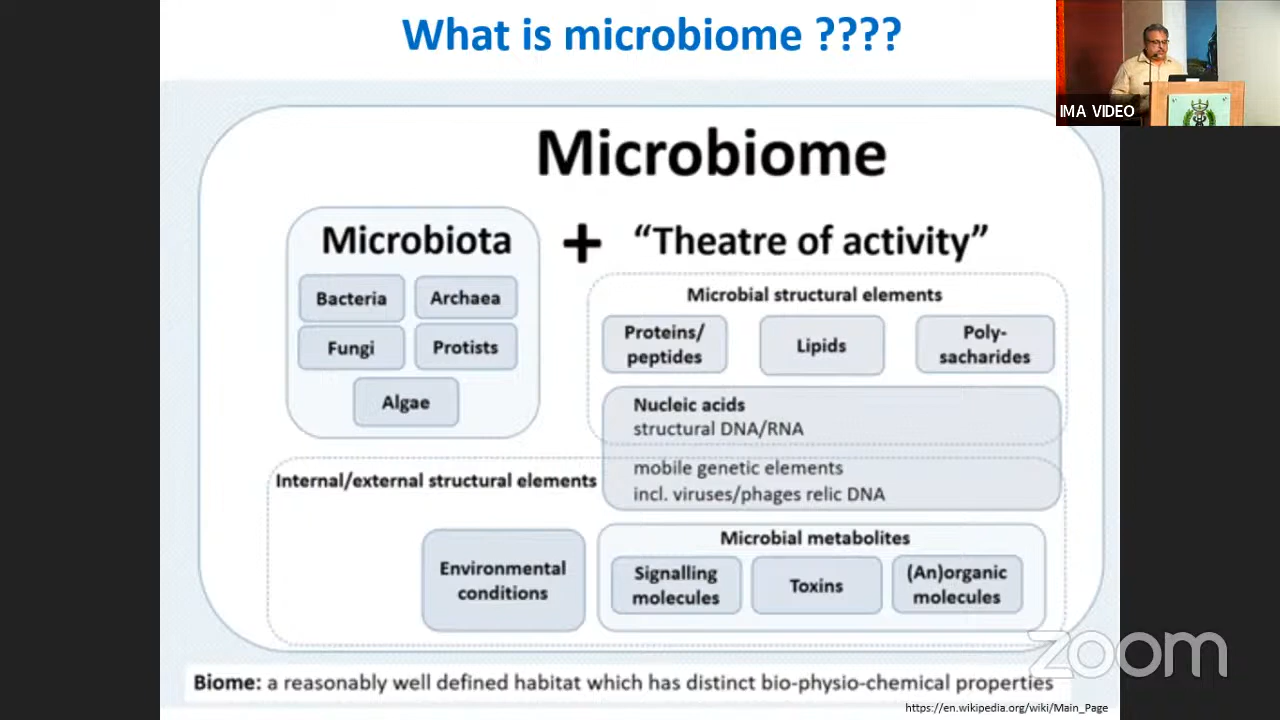 What is microbiome ????
IMA VIDEO
Microbiome
Microbiota
+
“Theatre of activity”
Bacteria
Archaea
Fungi
Protists
Algae
Microbial structural elements
Proteins/
peptides
Lipids
Poly-
sacharides
Nucleic acids
structural DNA/RNA
mobile genetic elements
incl. viruses/phages relic DNA
Internal/external structural elements
Environmental
conditions
Microbial metabolites
Signalling
molecules
Toxins
(An)organic
molecules
zoom
Biome: a reasonably well defined habitat which has distinct bio-physio-chemical properties
https://en.wikipedia.org/wiki/Main_Page